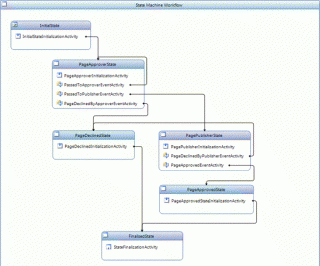 State Machine Workflow
InitialState
InitialStateInitializationActivity
PageApproverState
PageApproverInitializationActivity
PassedToApproverEventActivity
PassedToPublisherEventActivity
PageDeclinedByApproverEventActivity
PageDeclinedState
PageDeclinedInitializationActivity
PagePublisherState
PagePublisherInitializationActivity
PageDeclinedByPublisherEventActivity
PageApprovedEventActivity
PageApprovedState
PageApprovedStateInitializationActivity
FinalizedState
StateFinalizationActivity